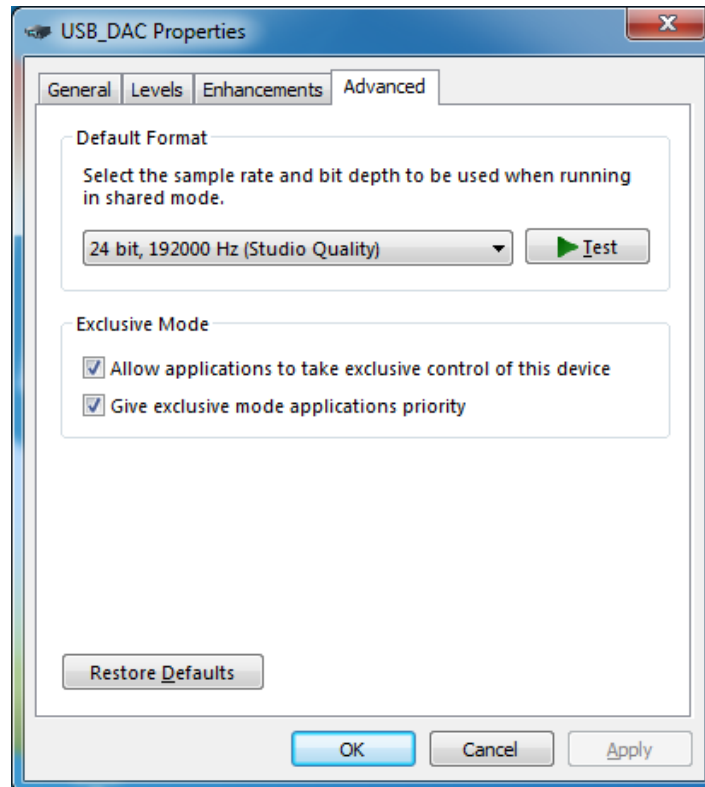 USB_DAC Properties
General Levels Enhancements Advanced
Default Format
Select the sample rate and bit depth to be used when running
in shared mode.
24 bit, 192000 Hz (Studio Quality)
Test
Exclusive Mode
Allow applications to take exclusive control of this device
Give exclusive mode applications priority
Restore Defaults
OK Cancel Apply